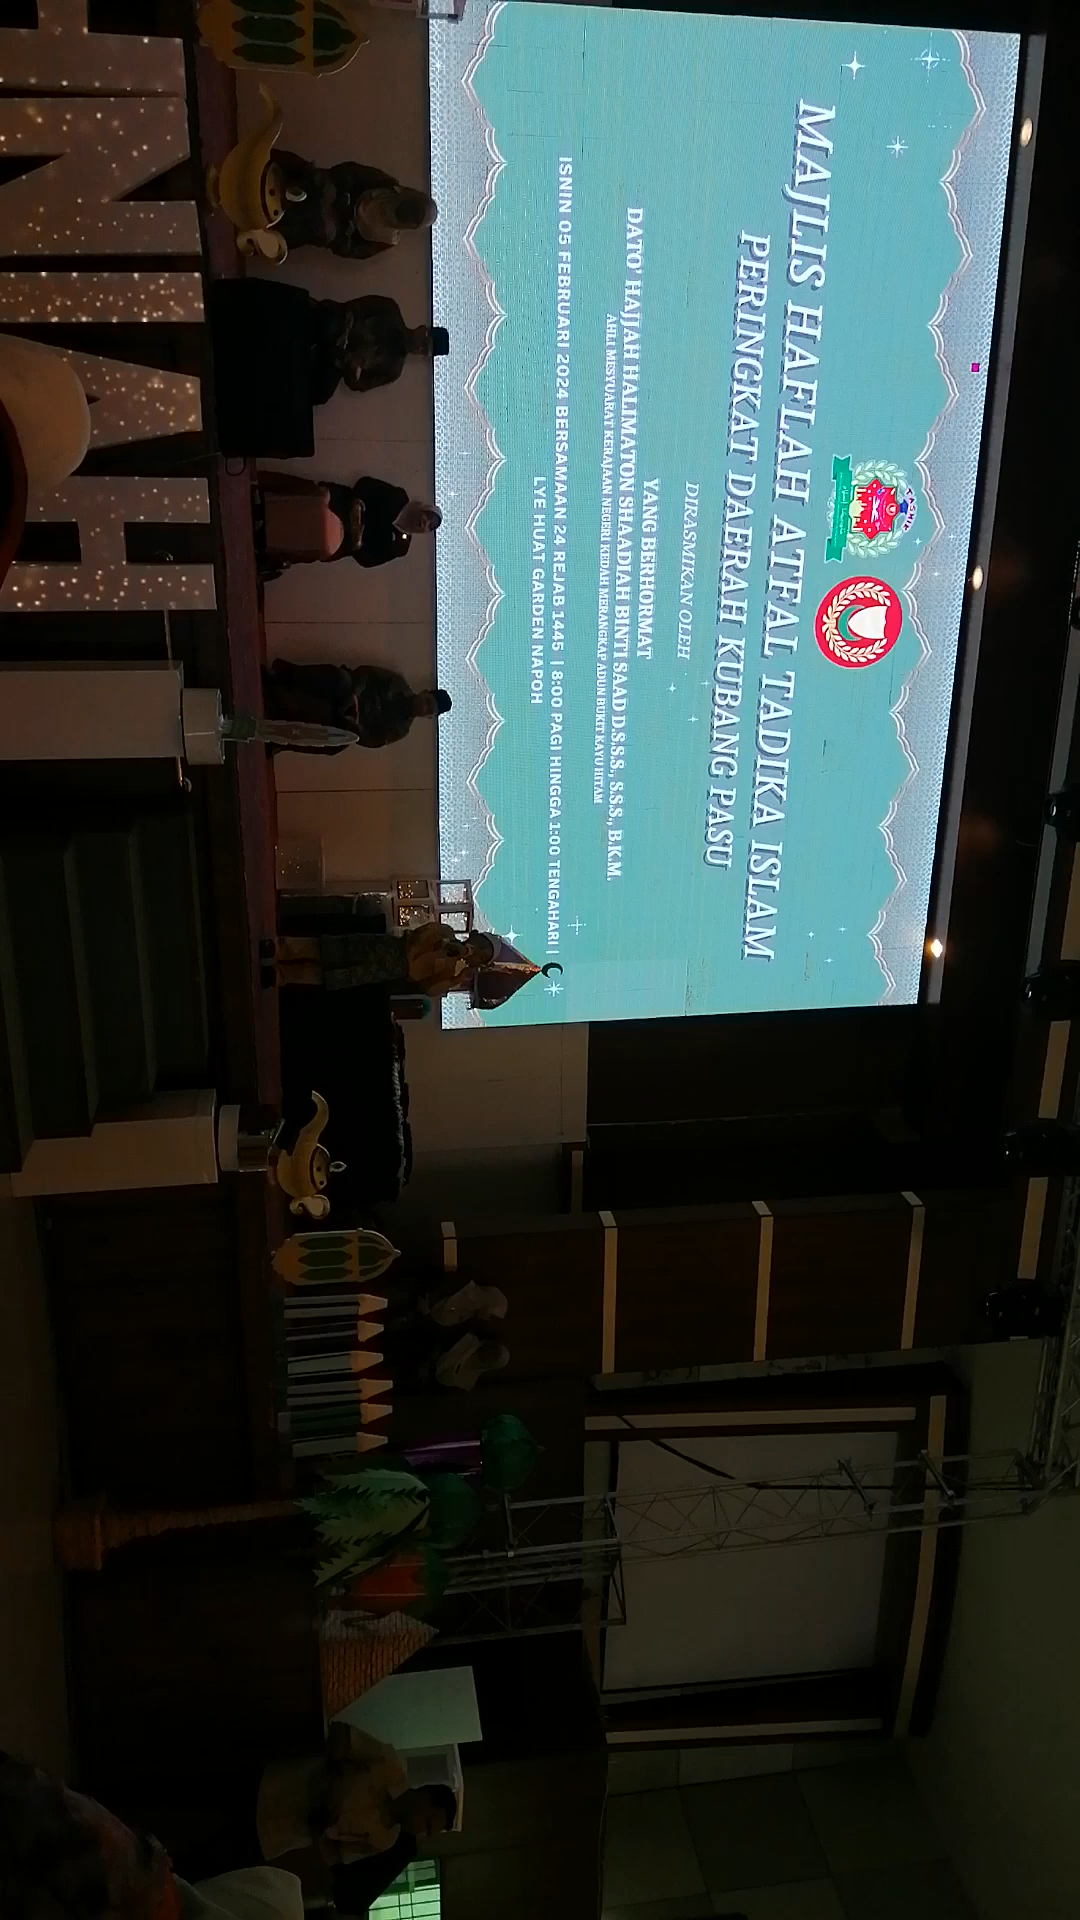 MAJLIS HAFLAH ATFAL TADIKA ISLAM
PERINGKAT DAERAH KUBANG PASU
DIRASMIKAN OLEH
YANG BERHORMAT
DATO' HAJJAH HALIMATON SHAADIAH BINTI SAAD D.S.S.S., S.S.S., B.K.M.
AHLI MESYUARAT KERAJAAN NEGERI KEDAH MERANGKAP ADUN BUKIT KAYU HITAM
ISNIN 05 FEBRUARI 2024 BERSAMAAN 24 REJAB 1445 | 8:00 PAGI HINGGA 1:00 TENGAHARI |
LYE HUAT GARDEN NAPOH